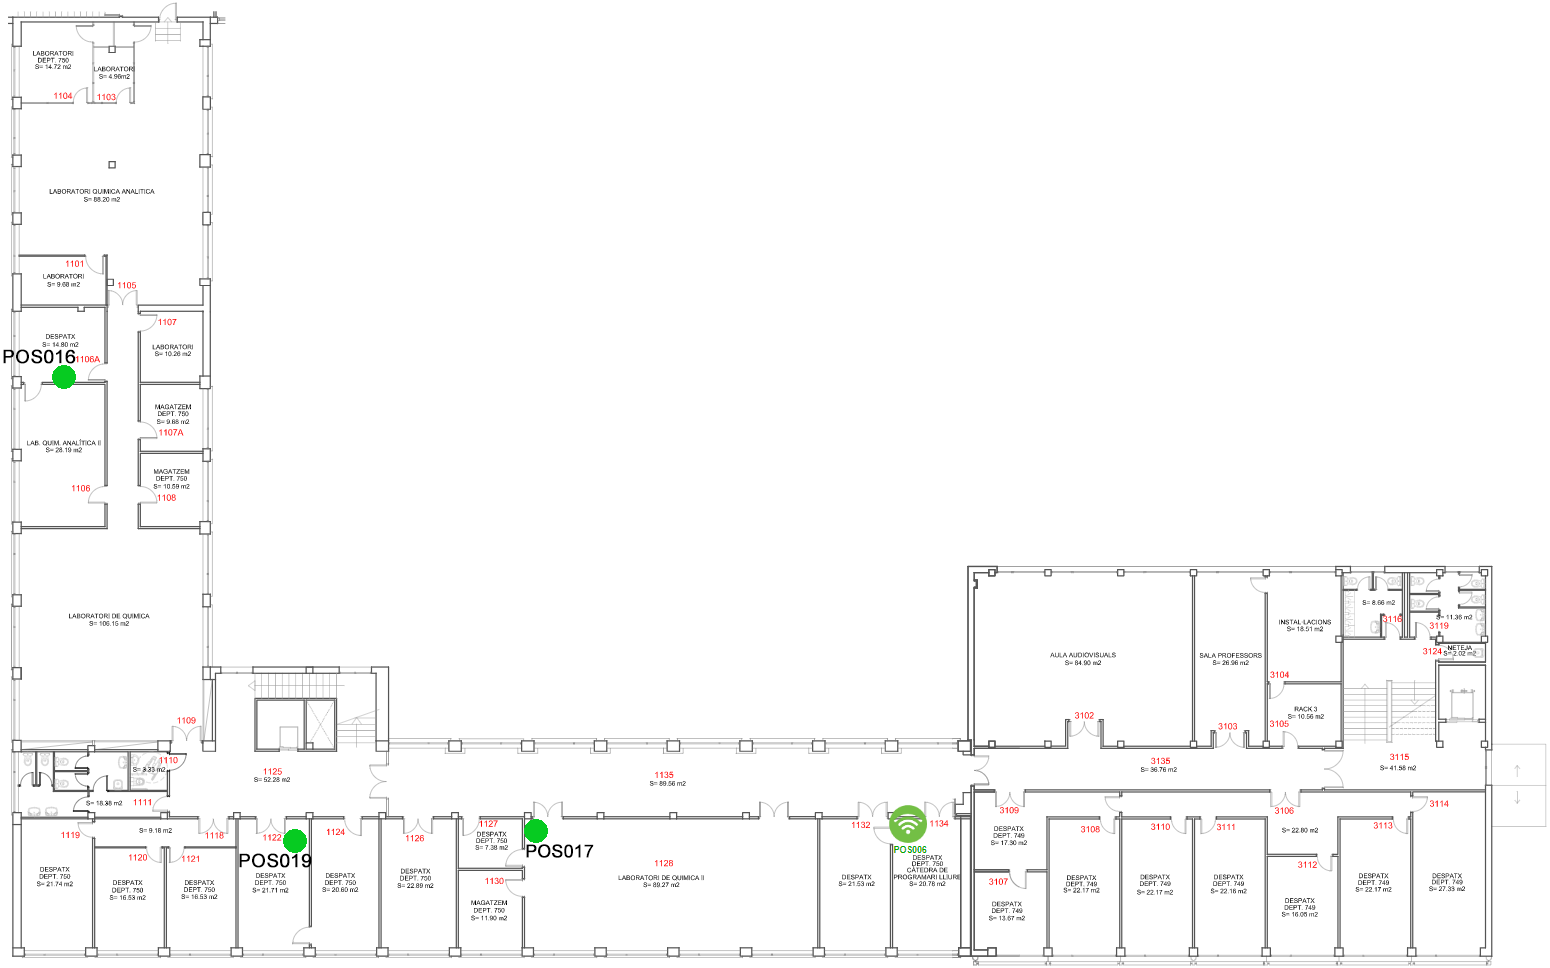 LABORATORI
DEPT. 750
S= 14.72 m2
LABORATORI
S= 4.96m2
1104
1103
LABORATORI QUIMICA ANALITICA
S= 88.20 m2
1101
LABORATORI
S= 9.68 m2
1105
1107
DESPATX
S= 14.80 m2
POS016
1106A
LABORATORI
S= 10.26 m2
MAGATZEM
DEPT. 750
S= 9.68 m2
1107A
LAB. QUIM. ANALÍTICA II
S= 28.19 m2
MAGATZEM
DEPT. 750
S= 10.59 m2
1106
1108
LABORATORI DE QUIMICA
S= 106.15 m2
1109
1110
S= 3.33 m2
1125
S= 52.28 m2
1111
S= 18.38 m2
1135
S= 89.56 m2
1119
S= 9.18 m2
1118
1122
1124
1126
1127
1120
1121
POS019
DESPATX
DEPT. 750
S= 21.74 m2
DESPATX
DEPT. 750
S= 16.53 m2
DESPATX
DEPT. 750
S= 16.53 m2
DESPATX
DEPT. 750
S= 21.71 m2
DESPATX
DEPT. 750
S= 20.60 m2
DESPATX
DEPT. 750
S= 22.89 m2
DESPATX
DEPT. 750
S= 7.38 m2
1130
MAGATZEM
DEPT. 750
S= 11.90 m2
POS017
1128
LABORATORI DE QUIMICA II
S= 89.27 m2
1132
DESPATX
S= 21.53 m2
1134
POS006
DESPATX
DEPT. 750
CÀTEDRA DE
PROGRAMARI LLIURE
S= 20.78 m2
AULA AUDIOVISUALS
S= 84.90 m2
3102
SALA PROFESSORS
S= 26.96 m2
3103
INSTAL·LACIONS
S= 18.51 m2
3104
RACK 3
S= 10.56 m2
3105
S= 8.66 m2
3116
S= 11.36 m2
3119
3124
NETEJA
S= 2.02 m2
3135
S= 36.76 m2
3115
S= 41.58 m2
3109
DESPATX
DEPT. 749
S= 17.30 m2
3107
DESPATX
DEPT. 749
S= 13.67 m2
3108
DESPATX
DEPT. 749
S= 22.17 m2
3110
DESPATX
DEPT. 749
S= 22.17 m2
3111
DESPATX
DEPT. 749
S= 22.16 m2
3106
S= 22.80 m2
3112
DESPATX
DEPT. 749
S= 16.05 m2
3113
DESPATX
DEPT. 749
S= 22.17 m2
3114
DESPATX
DEPT. 749
S= 27.33 m2